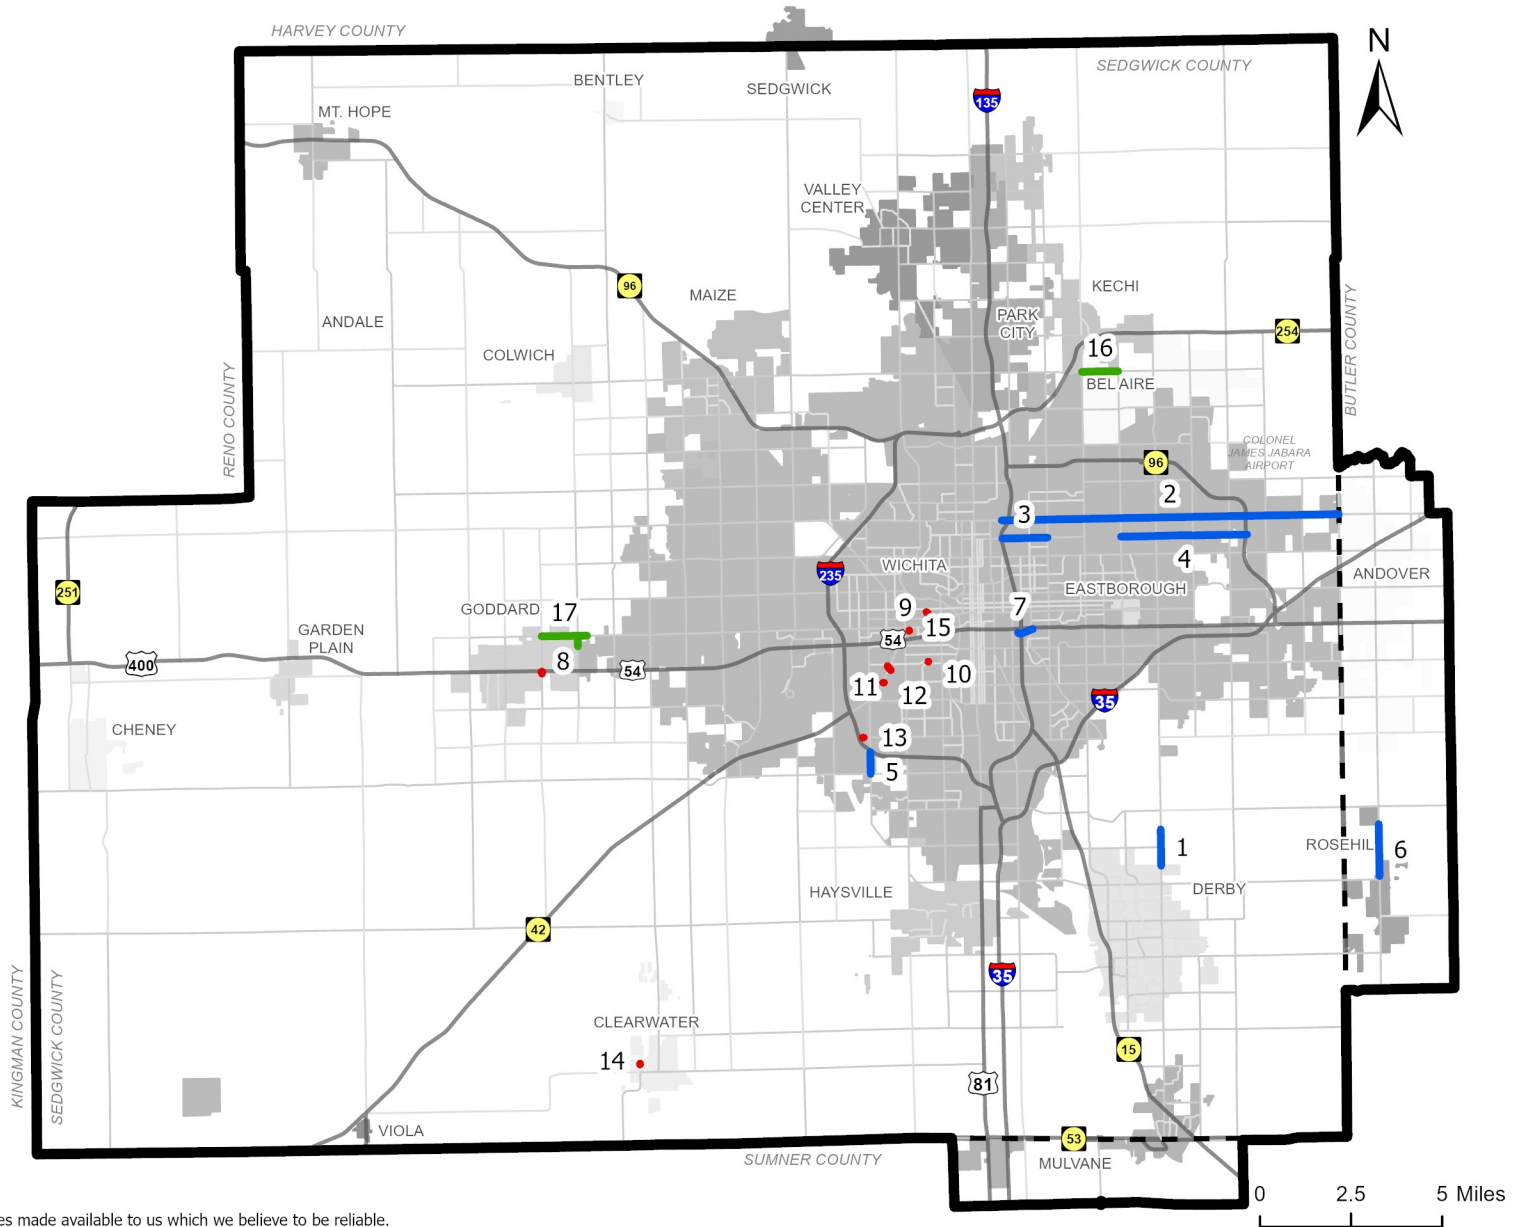 HARVEY COUNTY
N
SEDGWICK COUNTY
BENTLEY
SEDGWICK
135
MT. HOPE
VALLEY
CENTER
96
KECHI
MAIZE
PARK
CITY
ANDALE
254
BUTLER COUNTY
16
COLWICH
BEL AIRE
RENO COUNTY
COLONEL
JAMES JABARA
AIRPORT
96
2
3
4
WICHITA
235
ANDOVER
EASTBOROUGH
251
GODDARD
17
9
7
15
GARDEN
PLAIN
54
400
8
54
10
11
12
35
CHENEY
13
5
1
ROSEHIL
6
DERBY
HAYSVILLE
42
35
KINGMAN COUNTY
SEDGWICK COUNTY
CLEARWATER
14
15
81
VIOLA
53
SUMNER COUNTY
MULVANE
0 2.5 5 Miles
es made available to us which we believe to be reliable.